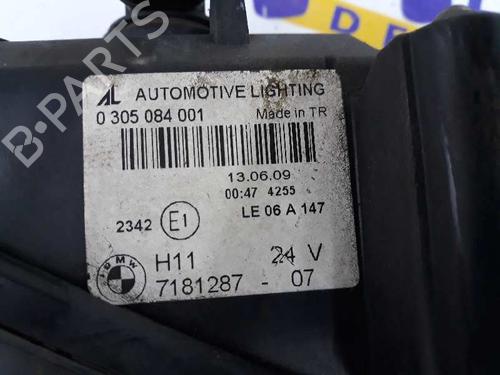 AL AUTOMOTIVE LIGHTING
0 305 084 001 Made in TR
13.06.09
00:47 4255
2342 E1 LE 06 A 147
BMW H11 24 V
7181287 - 07
B-PARTS